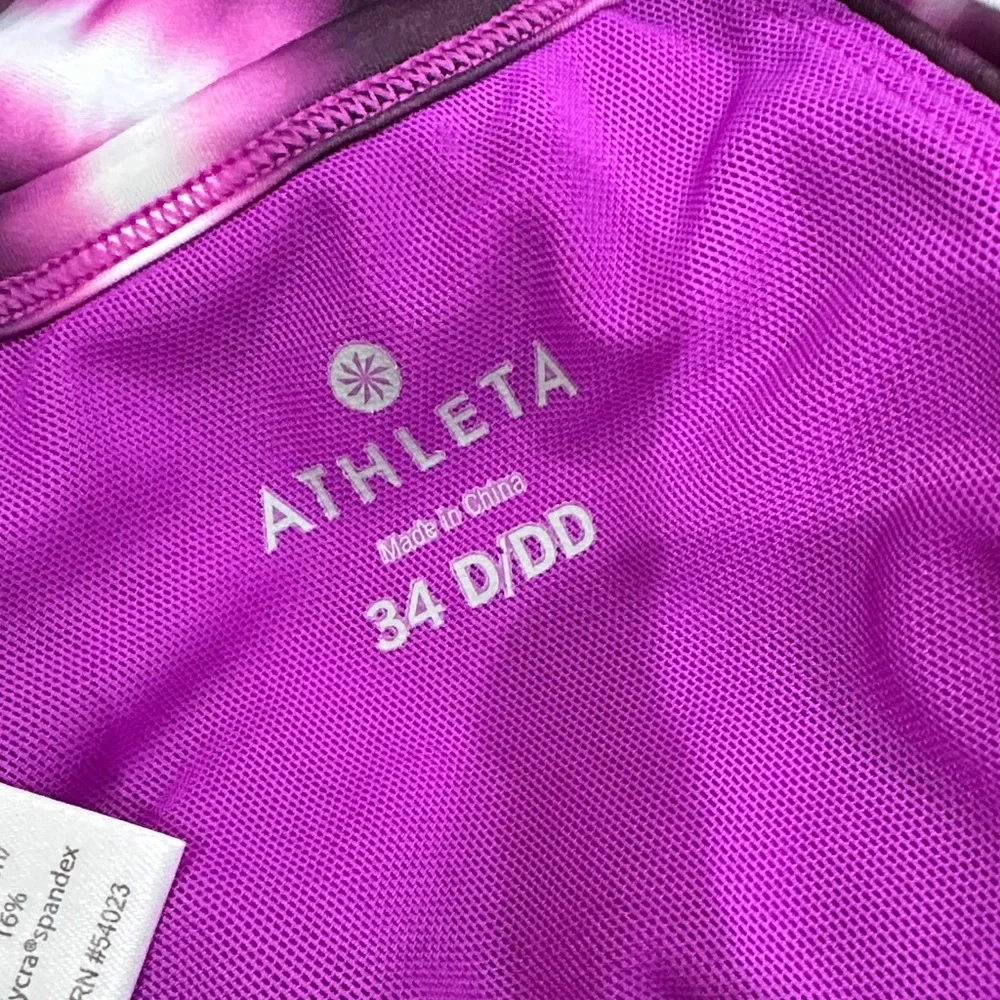 ATHLETA
Made in China
34 D/DD
16%
ycra®spandex
RN #54023